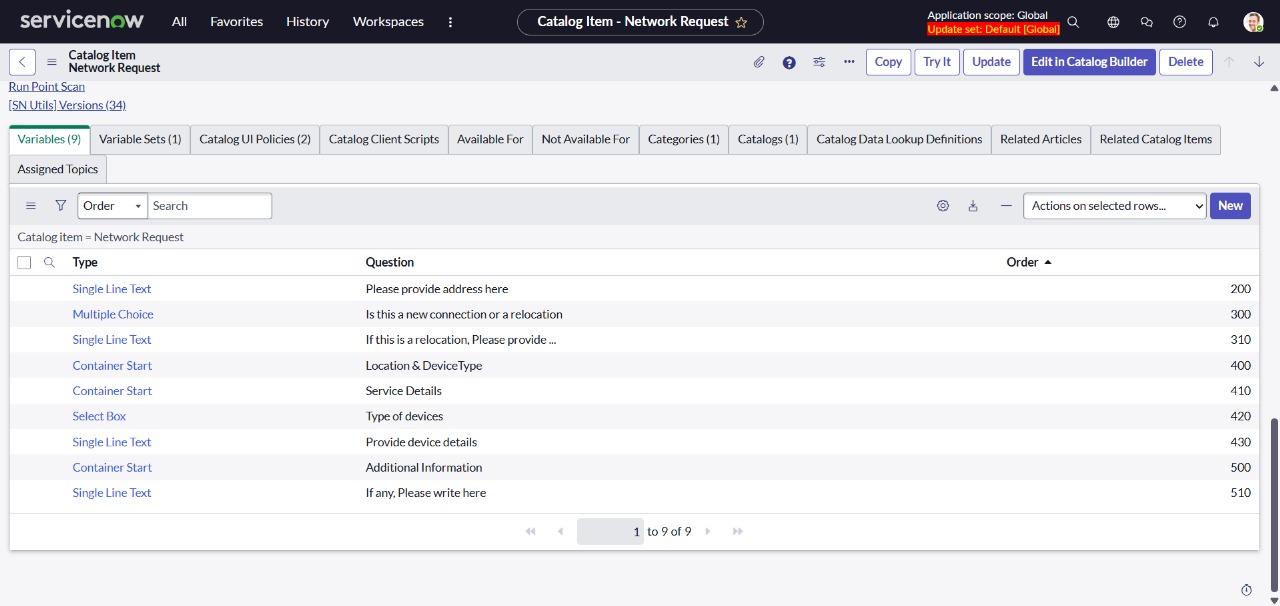 servicenow All Favorites History Workspaces Catalog Item - Network Request Application scope: Global
Update set: Default [Global]
Catalog Item
Network Request
Copy Try It Update Edit in Catalog Builder Delete
Run Point Scan
[SN Utils] Versions (34)
Variables (9) Variable Sets (1) Catalog UI Policies (2) Catalog Client Scripts Available For Not Available For Categories (1) Catalogs (1) Catalog Data Lookup Definitions Related Articles Related Catalog Items
Assigned Topics
Order Search Actions on selected rows... New
Catalog item = Network Request
Type Question Order
Single Line Text Please provide address here 200
Multiple Choice Is this a new connection or a relocation 300
Single Line Text If this is a relocation, Please provide ... 310
Container Start Location & DeviceType 400
Container Start Service Details 410
Select Box Type of devices 420
Single Line Text Provide device details 430
Container Start Additional Information 500
Single Line Text If any, Please write here 510
1 to 9 of 9